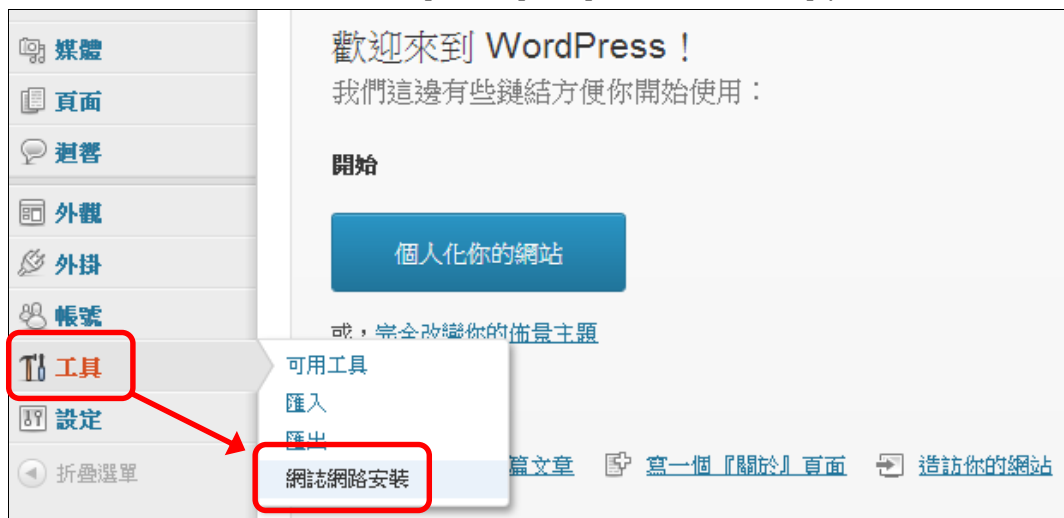 媒體
頁面
迴響
外觀
外掛
帳號
工具
設定
折疊選單
歡迎來到 WordPress！
我們這邊有些鏈結方便你開始使用：
開始
個人化你的網站
或，完全改變你的佈景主題
可用工具
匯入
匯出
網誌網路安裝
篇文章
寫一個『關於』頁面
造訪你的網站